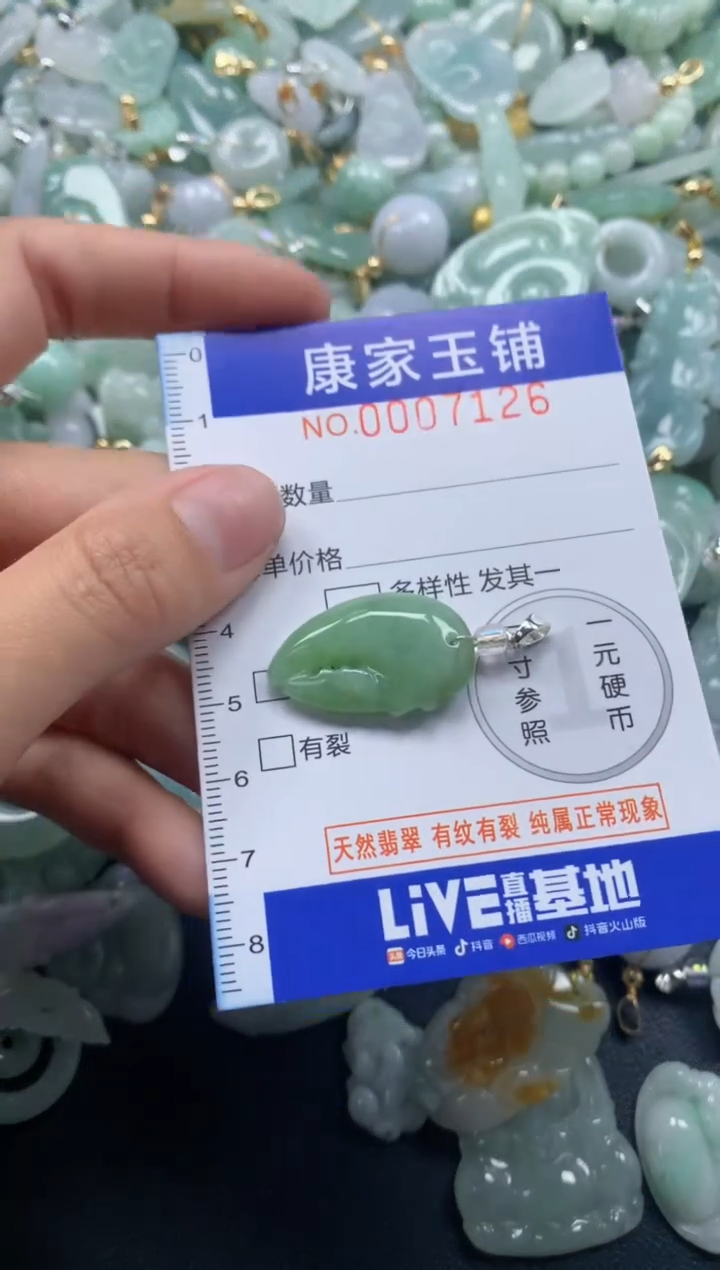 0
康家玉铺
1
NO.0007126
数量
单价格
多样性 发其一
4
一元硬币
1
寸参照
5
有裂
6
天然翡翠 有纹有裂 纯属正常现象
7
LiVE直播基地
8
头条 今日头条 抖音 西瓜视频 抖音火山版